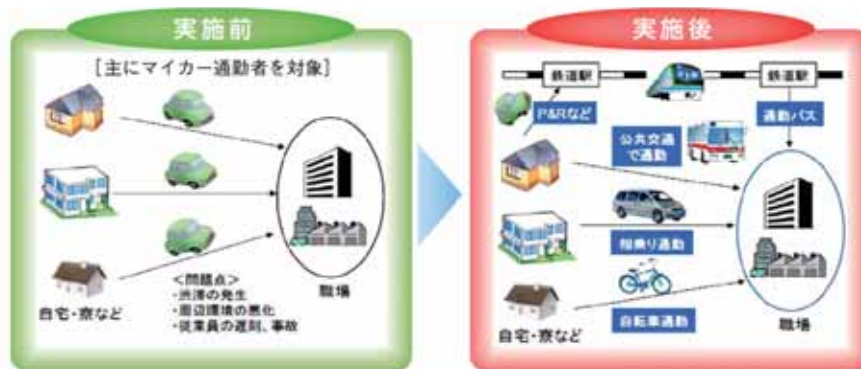 実施前
[主にマイカー通勤者を対象]
<問題点>
・渋滞の発生
・周辺環境の悪化
・従業員の遅刻、事故
自宅・寮など
職場
実施後
鉄道駅
鉄道駅
P&Rなど
通勤バス
公共交通
で通勤
相乗り通勤
自転車通勤
自宅・寮など
職場